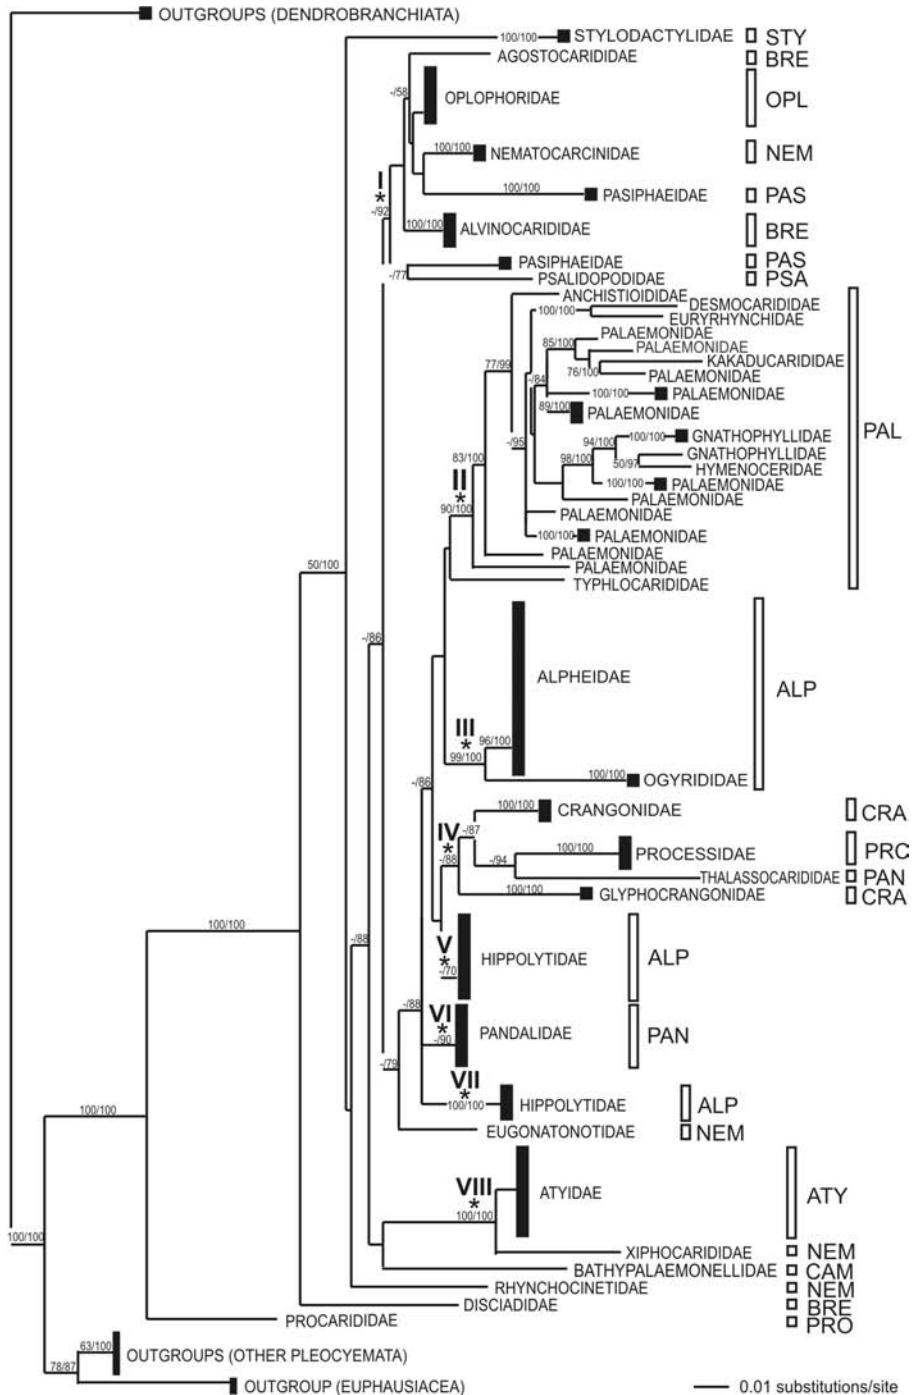 OUTGROUPS (DENDROBRANCHIATA)
100/100 STYLODACTYLIDAE STY
AGOSTOCARIDIDAE BRE
-/58
OPLOPHORIDAE OPL
100/100 NEMATOCARCINIDAE NEM
I
*
-/92
100/100 PASIPHAEIDAE PAS
100/100 ALVINOCARIDIDAE BRE
PASIPHAEIDAE PAS
-/77
PSALIDOPODIDAE PSA
ANCHISTIOIDIDAE
100/100 DESMOCARIDIDAE
EURYRHYNCHIDAE
PALAEMONIDAE
85/100 PALAEMONIDAE
77/99 KAKADUCARIDIDAE
76/100 PALAEMONIDAE
-/84
100/100 PALAEMONIDAE
89/100 PALAEMONIDAE
PAL
94/100 100/100 GNATHOPHYLLIDAE
-/95
GNATHOPHYLLIDAE
83/100 98/100 50/97 HYMENOCERIDAE
II
*
100/100 PALAEMONIDAE
PALAEMONIDAE
90/100
PALAEMONIDAE
100/100 PALAEMONIDAE
PALAEMONIDAE
PALAEMONIDAE
50/100
TYPHLOCARIDIDAE
-/86
ALPHEIDAE ALP
III
*
96/100
99/100
100/100 OGYRIDIDAE
-/86
100/100 CRANGONIDAE CRA
IV
*
-/87
-/88
-/94
100/100 PROCESSIDAE PRC
THALASSOCARIDIDAE PAN
100/100 GLYPHOCRANGONIDAE CRA
100/100
-/88
V
*
-/70
HIPPOLYTIDAE ALP
-/88
VI
*
-/90
PANDALIDAE PAN
-/79
VII
*
100/100 HIPPOLYTIDAE ALP
100/100
EUGONATONOTIDAE NEM
VIII
*
100/100
ATYIDAE ATY
100/100
XIPHOCARIDIDAE NEM
BATHYPALAEMONELLIDAE CAM
RHYNCHOCINETIDAE NEM
DISCIADIDAE BRE
PROCARIDIDAE PRO
63/100
OUTGROUPS (OTHER PLEOCYEMATA)
78/87
OUTGROUP (EUPHAUSIACEA)
0.01 substitutions/site